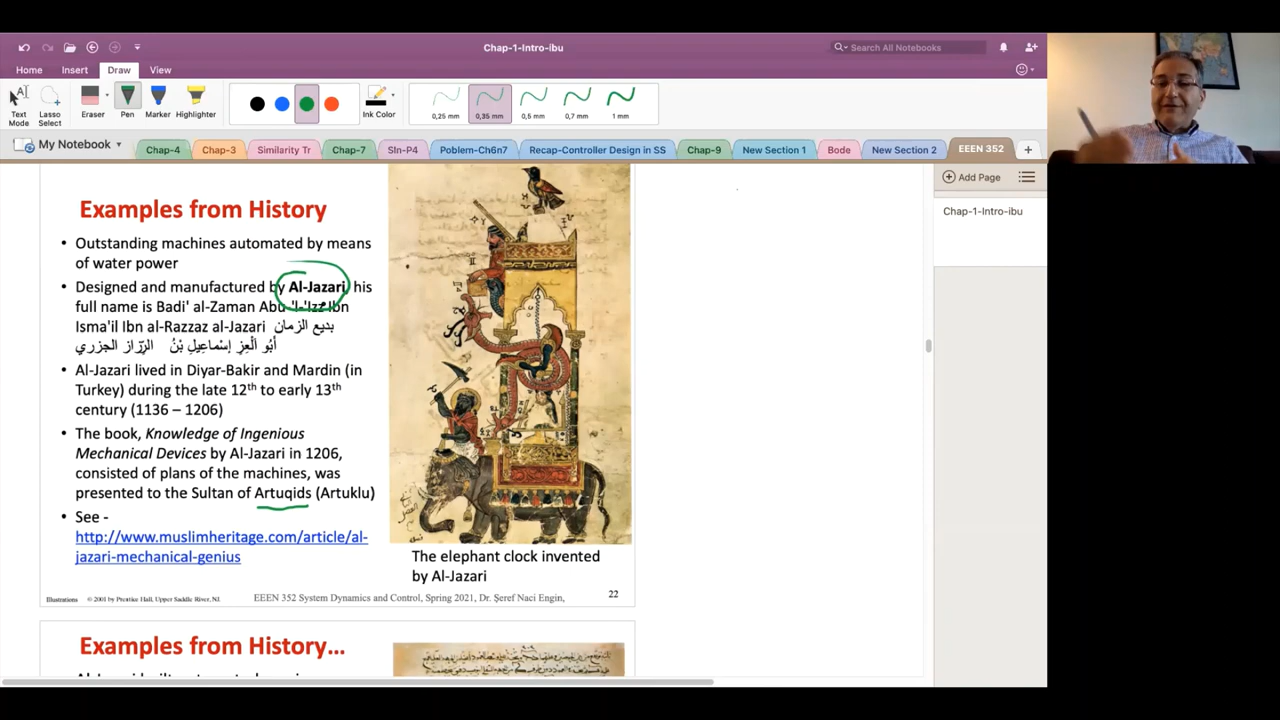 Chap-1-Intro-ibu
Search All Notebooks
Home Insert Draw View
Text Mode
Lasso Select
Eraser
Pen
Marker
Highlighter
Ink Color
0,25 mm 0,35 mm 0,5 mm 0,7 mm 1 mm
My Notebook
Chap-4 Chap-3 Similarity Tr Chap-7 SIn-P4 Poblem-Ch6n7 Recap-Controller Design in SS Chap-9 New Section 1 Bode New Section 2 EEEN 352
Add Page
Chap-1-Intro-ibu
Examples from History
• Outstanding machines automated by means
of water power
• Designed and manufactured by Al-Jazari, his
full name is Badi' al-Zaman Abu 'l-'Izz Ibn
Isma'il Ibn al-Razzaz al-Jazari بديع الزمان
أَبُو اَلْعِزِ إسْماعِيلِ بْنُ الرِّزاز الجزري
• Al-Jazari lived in Diyar-Bakir and Mardin (in
Turkey) during the late 12th to early 13th
century (1136 – 1206)
• The book, Knowledge of Ingenious
Mechanical Devices by Al-Jazari in 1206,
consisted of plans of the machines, was
presented to the Sultan of Artuqids (Artuklu)
• See -
http://www.muslimheritage.com/article/al-
jazari-mechanical-genius
The elephant clock invented
by Al-Jazari
Illustrations © 2001 by Prentice Hall, Upper Saddle River, NJ.
EEEN 352 System Dynamics and Control, Spring 2021, Dr. Şeref Naci Engin,
22
Examples from History…